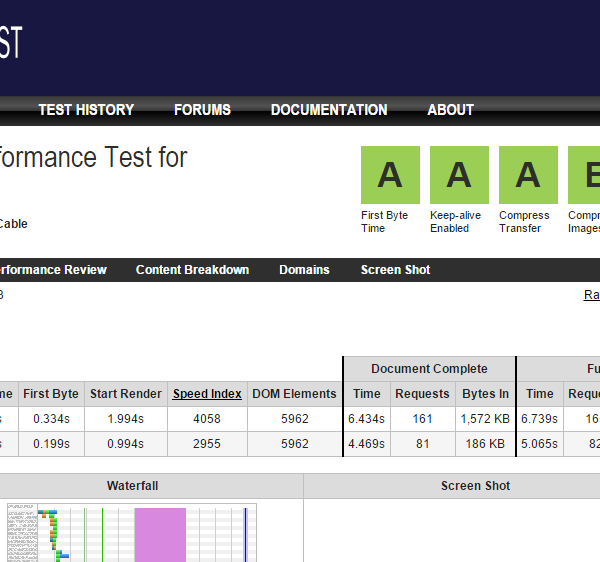 ST
TEST HISTORY FORUMS DOCUMENTATION ABOUT
formance Test for
A A A
First Byte Time
Keep-alive Enabled
Compress Transfer
Compr
Images
Cable
erformance Review Content Breakdown Domains Screen Shot
Ra
Document Complete Fu
me First Byte Start Render Speed Index DOM Elements Time Requests Bytes In Time Reque
s 0.334s 1.994s 4058 5962 6.434s 161 1,572 KB 6.739s 16
s 0.199s 0.994s 2955 5962 4.469s 81 186 KB 5.065s 82
Waterfall Screen Shot